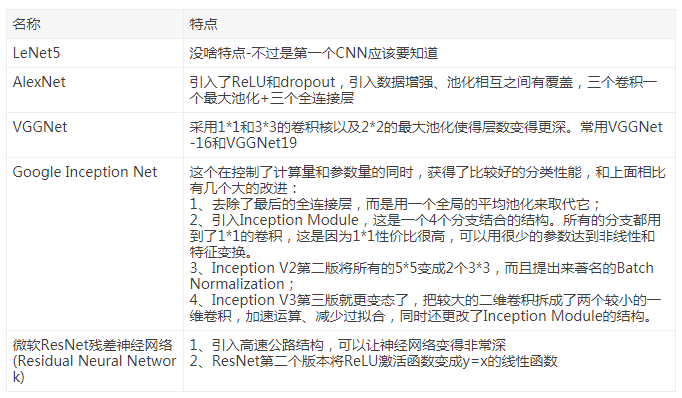 名称
特点
LeNet5
没啥特点-不过是第一个CNN应该要知道
AlexNet
引入了ReLU和dropout，引入数据增强、池化相互之间有覆盖，三个卷积一
个最大池化+三个全连接层
VGGNet
采用1*1和3*3的卷积核以及2*2的最大池化使得层数变得更深。常用VGGNet
-16和VGGNet19
Google Inception Net
这个在控制了计算量和参数量的同时，获得了比较好的分类性能，和上面相比
有几个大的改进：
1、去除了最后的全连接层，而是用一个全局的平均池化来取代它；
2、引入Inception Module，这是一个4个分支结合的结构。所有的分支都用
到了1*1的卷积，这是因为1*1性价比很高，可以用很少的参数达到非线性和
特征变换。
3、Inception V2第二版将所有的5*5变成2个3*3，而且提出来著名的Batch
Normalization；
4、Inception V3第三版就更变态了，把较大的二维卷积拆成了两个较小的一
维卷积，加速运算、减少过拟合，同时还更改了Inception Module的结构。
微软ResNet残差神经网络
(Residual Neural Networ
k)
1、引入高速公路结构，可以让神经网络变得非常深
2、ResNet第二个版本将ReLU激活函数变成y=x的线性函数